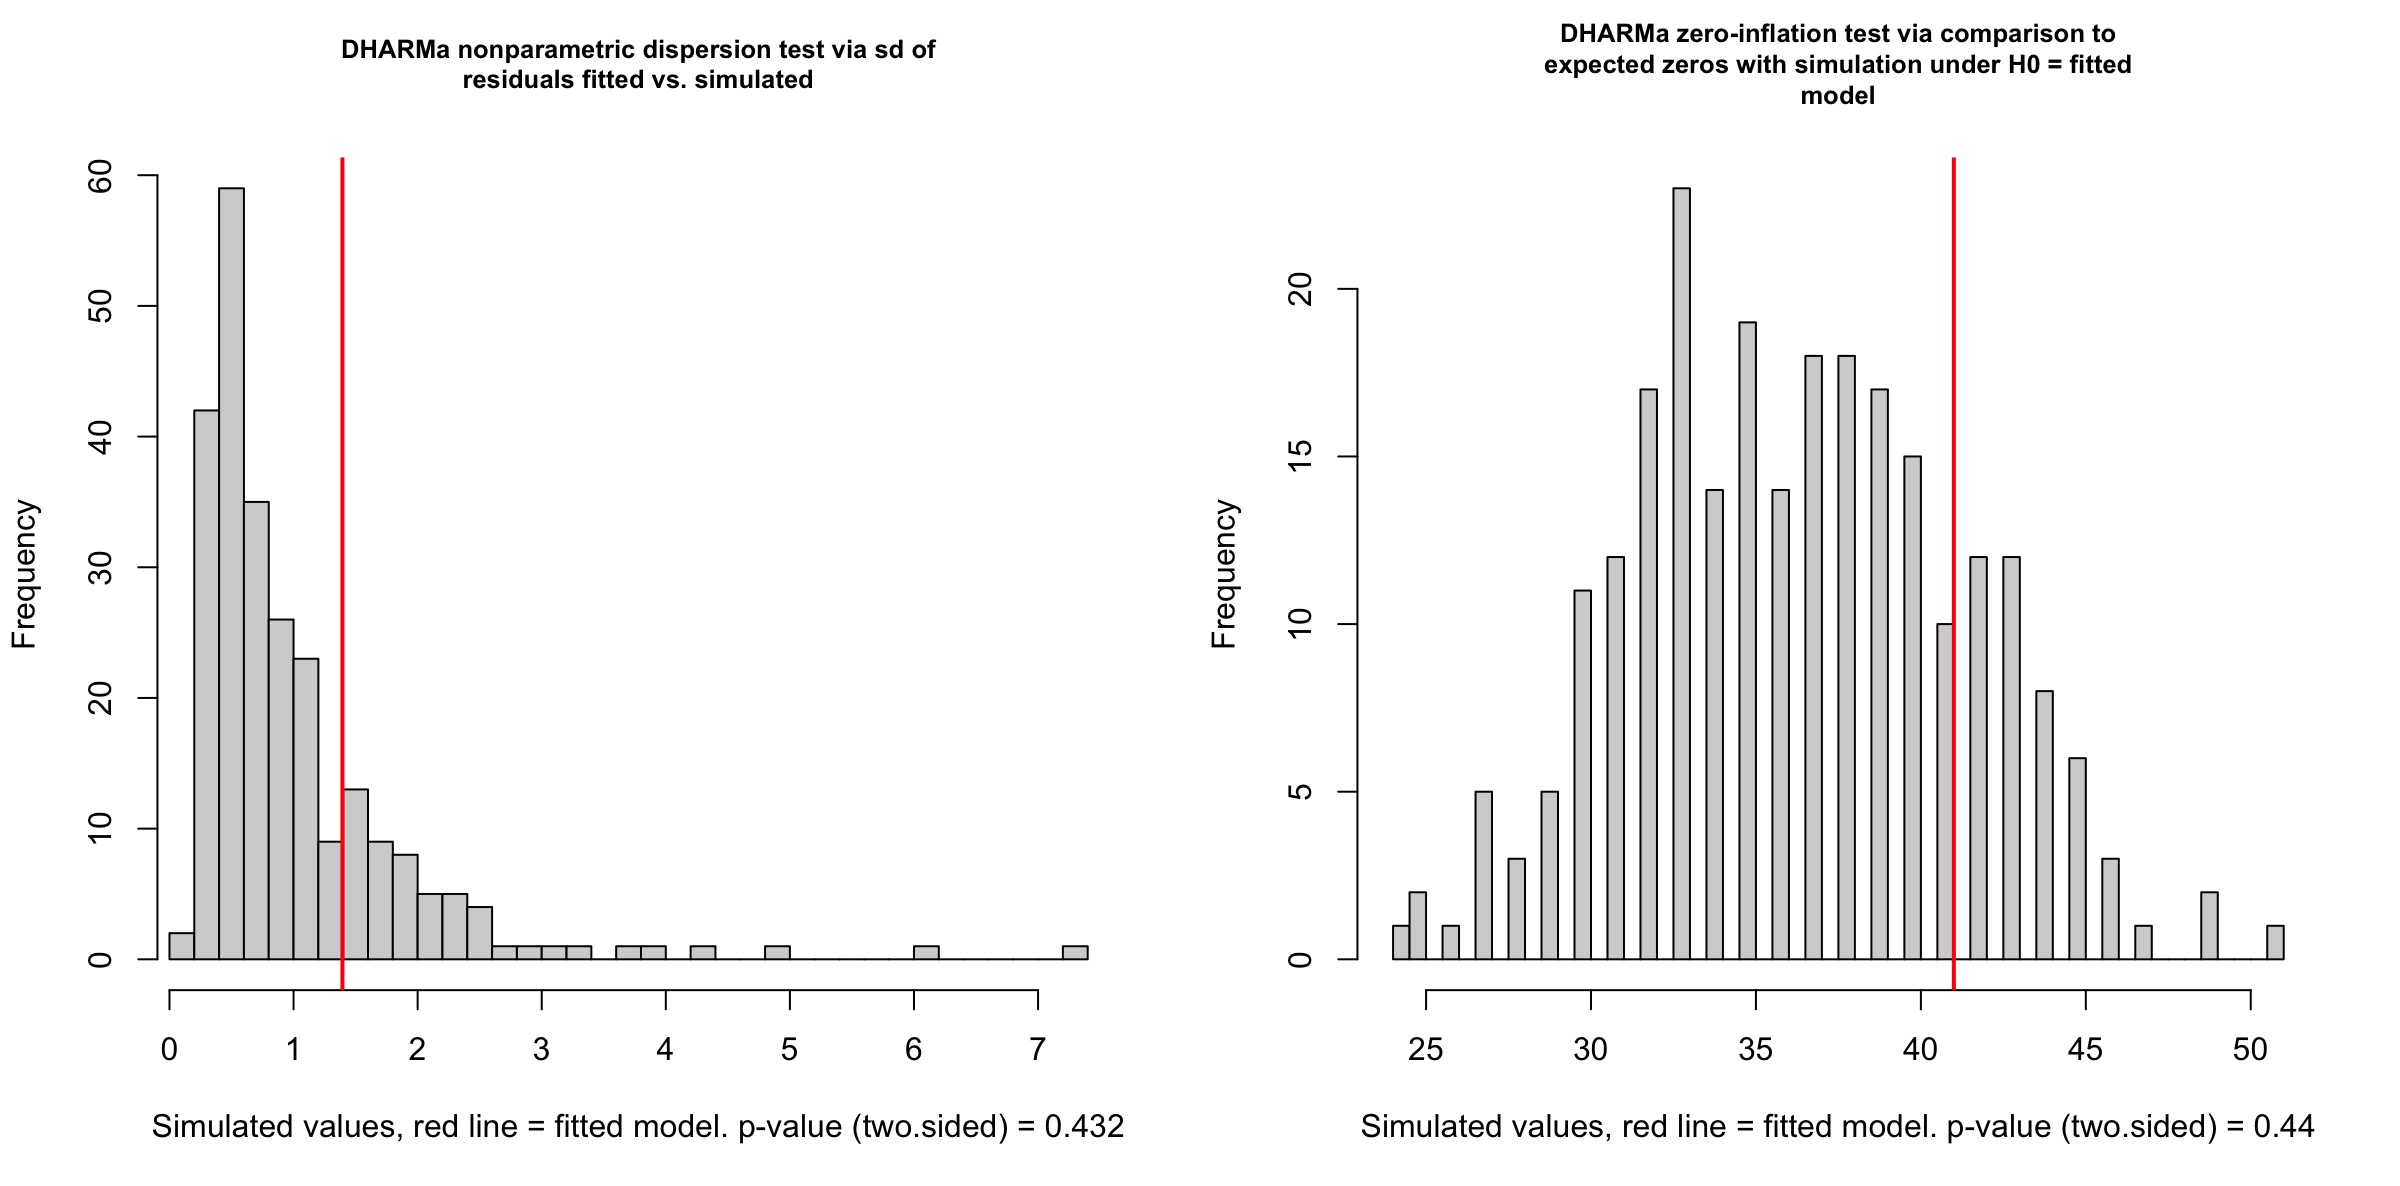 DHARMa nonparametric dispersion test via sd of
residuals fitted vs. simulated
Frequency
60
50
40
30
20
10
0
0 1 2 3 4 5 6 7
Simulated values, red line = fitted model. p-value (two.sided) = 0.432
DHARMa zero-inflation test via comparison to
expected zeros with simulation under H0 = fitted
model
Frequency
20
15
10
5
0
25 30 35 40 45 50
Simulated values, red line = fitted model. p-value (two.sided) = 0.44